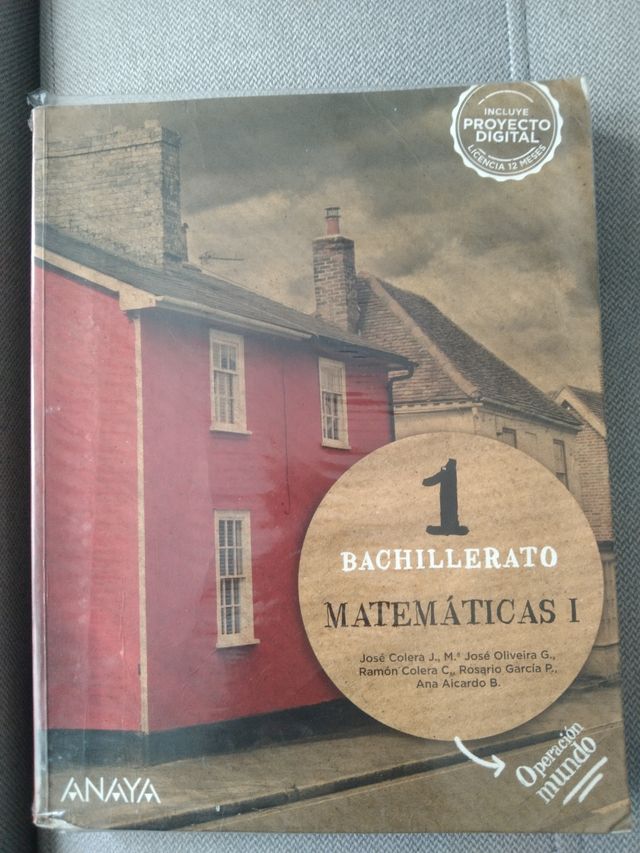 INCLUYE
PROYECTO
DIGITAL
LICENCIA 12 MESES
1
BACHILLERATO
MATEMÁTICAS I
José Colera J., M.ª José Oliveira G.,
Ramón Colera C., Rosario García P.,
Ana Aicardo B.
Operación
mundo
ANAYA